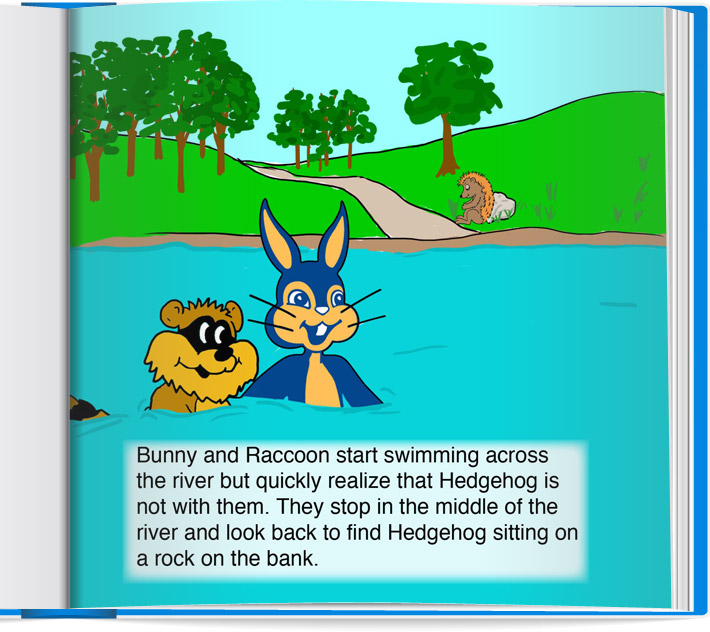 Bunny and Raccoon start swimming across
the river but quickly realize that Hedgehog is
not with them. They stop in the middle of the
river and look back to find Hedgehog sitting on
a rock on the bank.